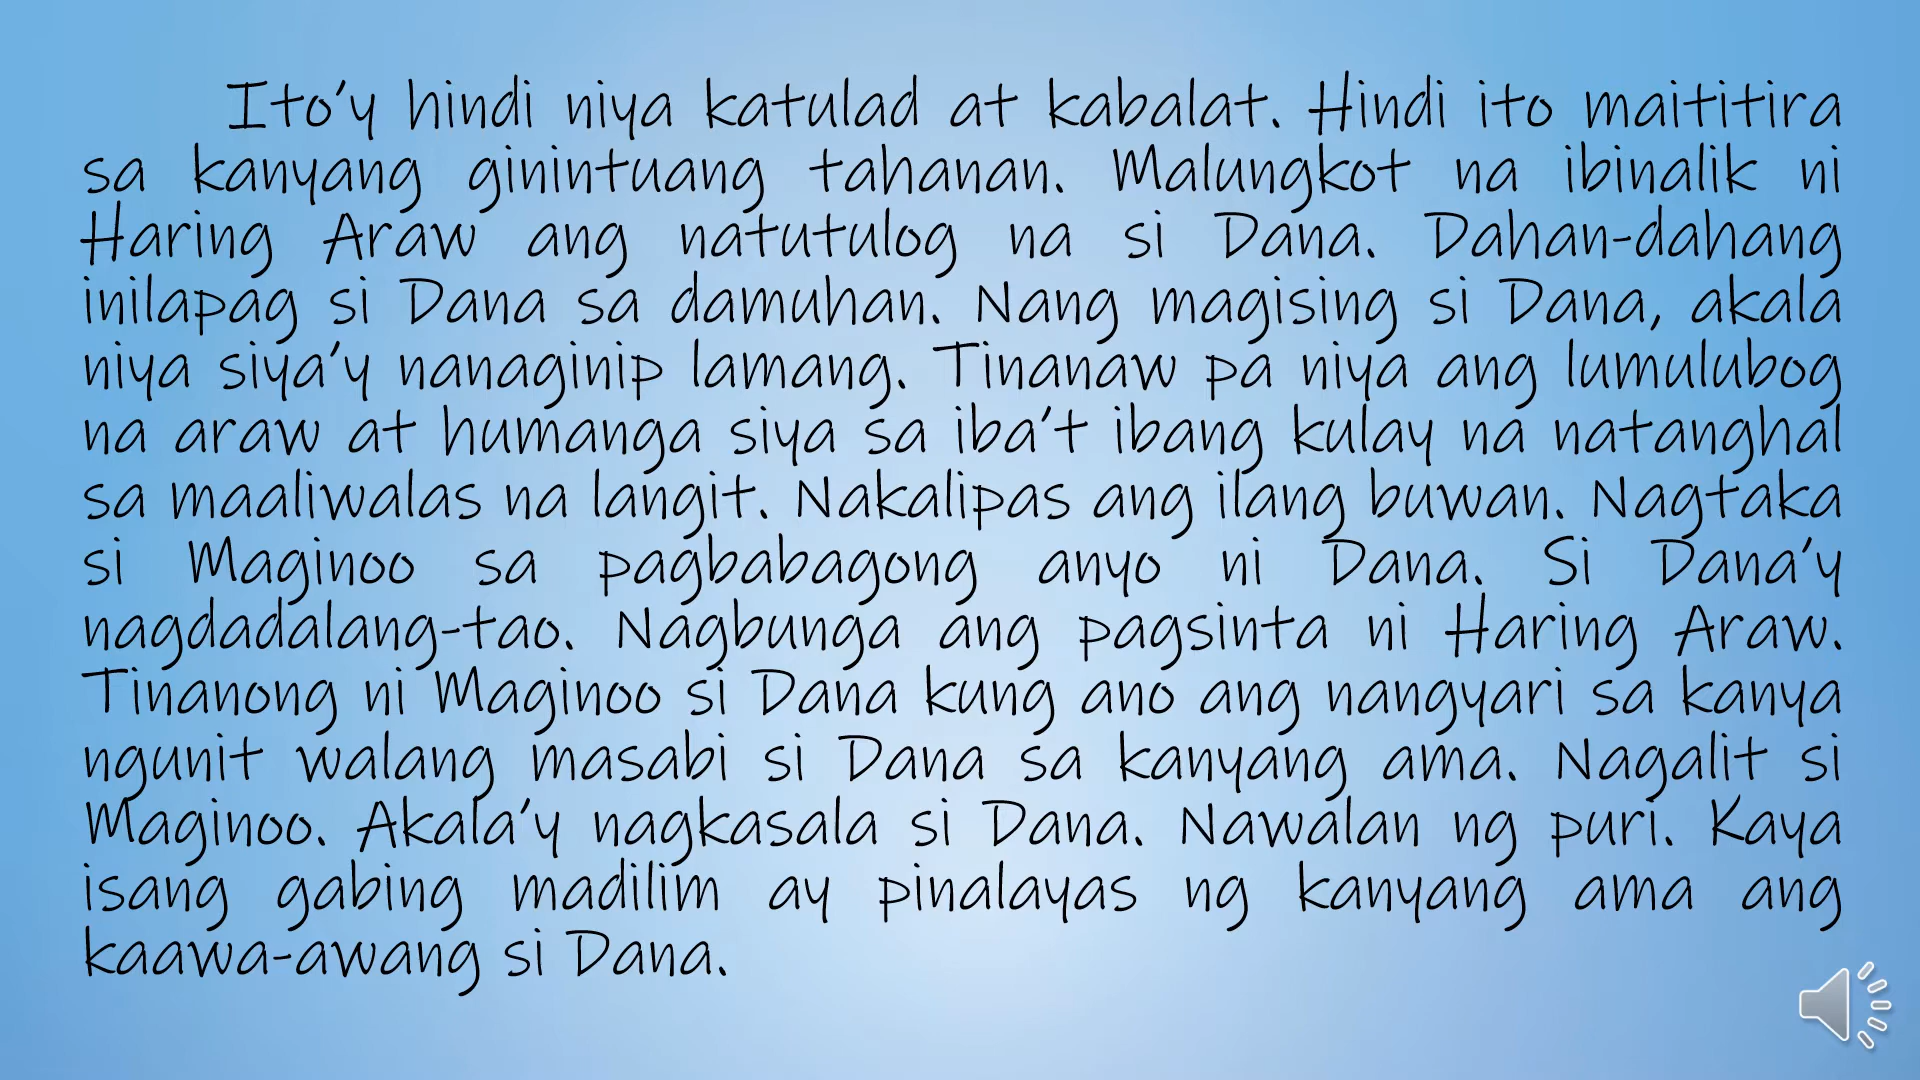 Ito'y hindi niya katulad at kabalat. Hindi ito maititira
sa kanyang ginintuang tahanan. Malungkot na ibinalik ni
Haring Araw ang natutulog na si Dana. Dahan-dahang
inilapag si Dana sa damuhan. Nang magising si Dana, akala
niya siya'y nanaginip lamang. Tinanaw pa niya ang lumulubog
na araw at humanga siya sa iba't ibang kulay na natanghal
sa maaliwalas na langit. Nakalipas ang ilang buwan. Nagtaka
si Maginoo sa pagbabagong anyo ni Dana. Si Dana'y
nagdadalang-tao. Nagbunga ang pagsinta ni Haring Araw.
Tinanong ni Maginoo si Dana kung ano ang nangyari sa kanya
ngunit walang masabi si Dana sa kanyang ama. Nagalit si
Maginoo. Akala'y nagkasala si Dana. Nawalan ng puri. Kaya
isang gabing madilim ay pinalayas ng kanyang ama ang
kaawa-awang si Dana.